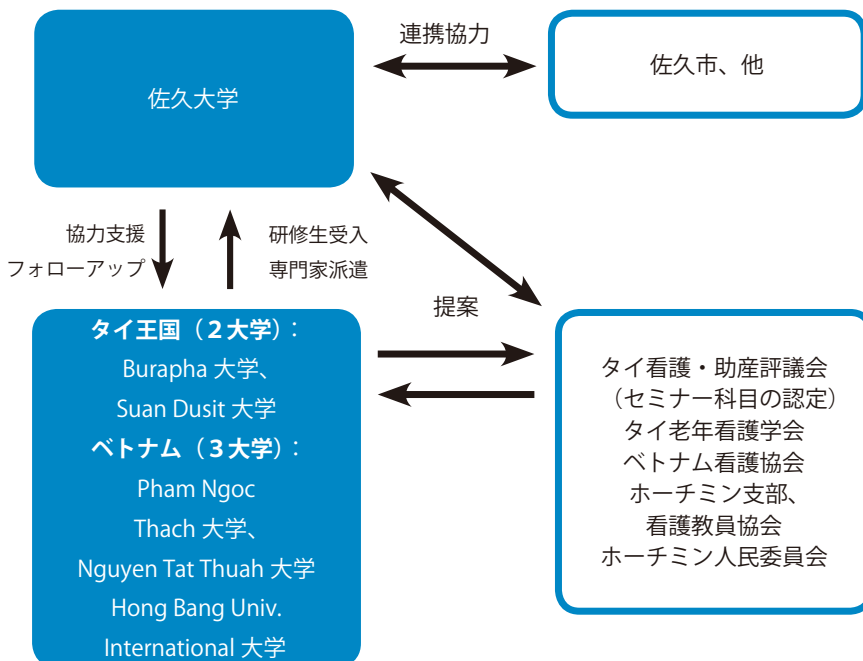 連携協力
佐久大学
佐久市、他
協力支援
フォローアップ
研修生受入
専門家派遣
提案
タイ王国（２大学）：
Burapha 大学、
Suan Dusit 大学
ベトナム（３大学）：
Pham Ngoc
Thach 大学、
Nguyen Tat Thuah 大学
Hong Bang Univ.
International 大学
タイ看護・助産評議会
（セミナー科目の認定）
タイ老年看護学会
ベトナム看護協会
ホーチミン支部、
看護教員協会
ホーチミン人民委員会